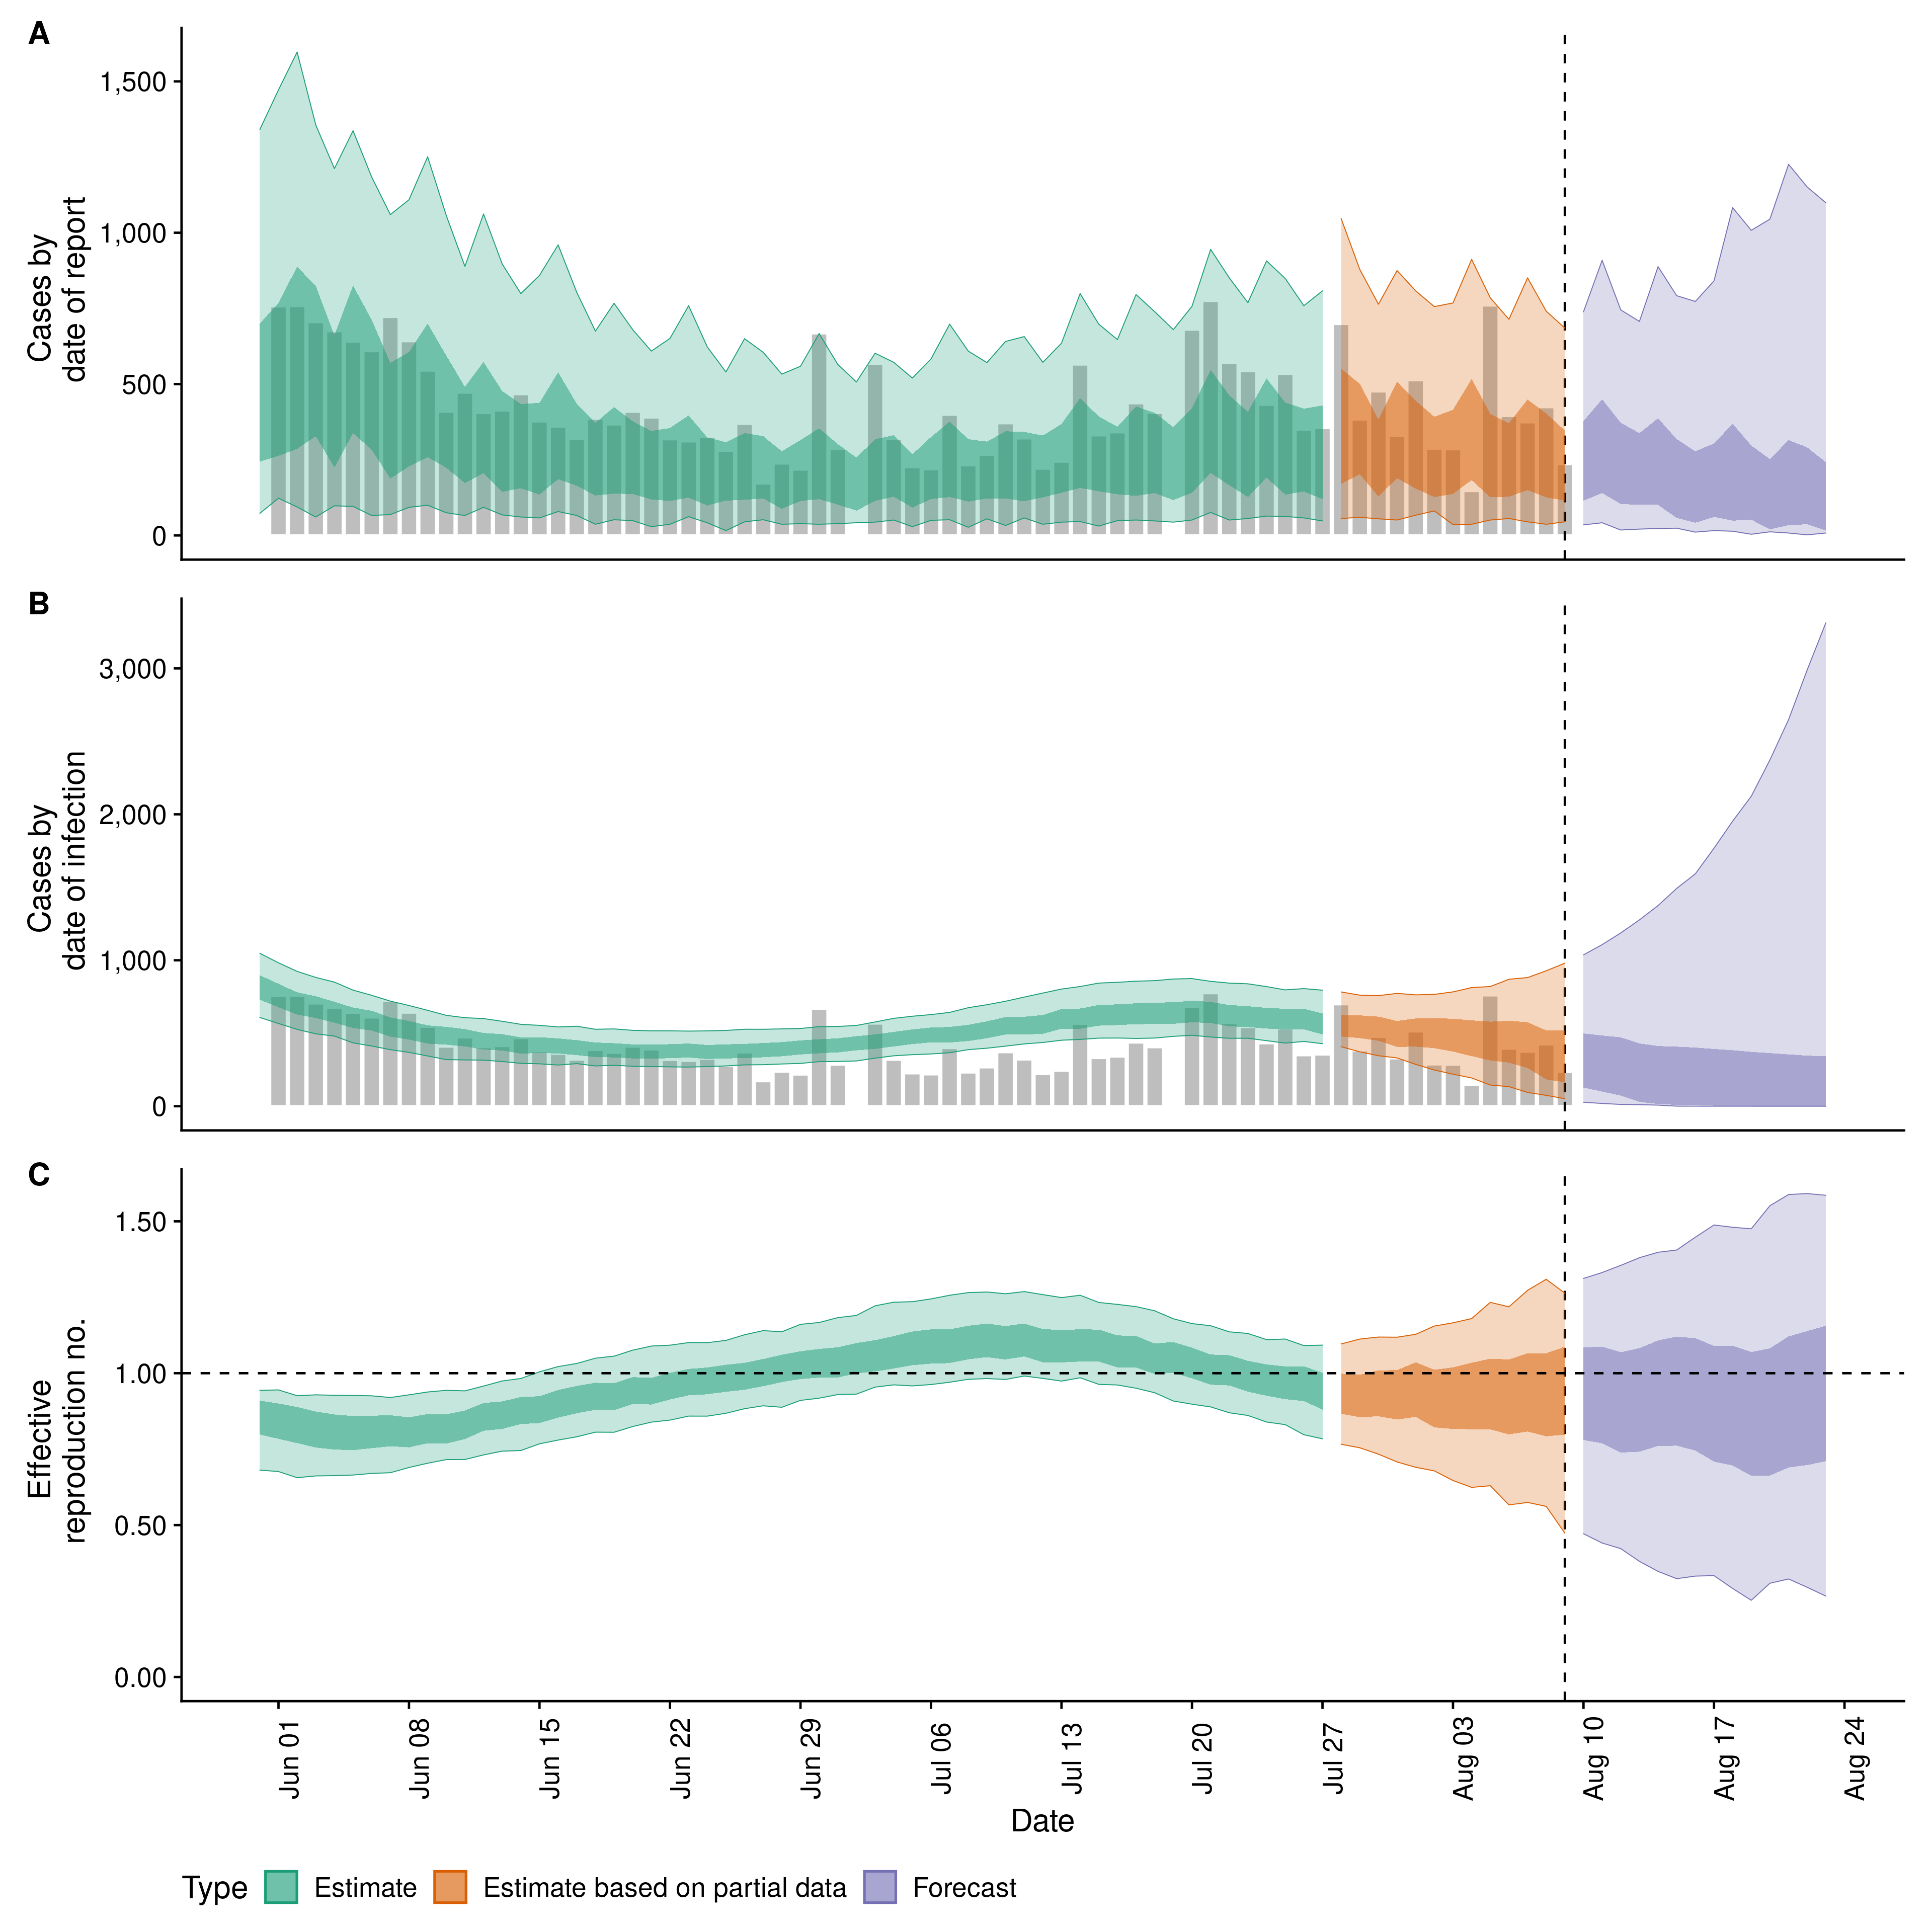 A
Cases by
date of report
1,500
1,000
500
0
B
Cases by
date of infection
3,000
2,000
1,000
0
C
Effective
reproduction no.
1.50
1.00
0.50
0.00
Jun 01
Jun 08
Jun 15
Jun 22
Jun 29
Jul 06
Jul 13
Jul 20
Jul 27
Aug 03
Aug 10
Aug 17
Aug 24
Date
Type Estimate Estimate based on partial data Forecast